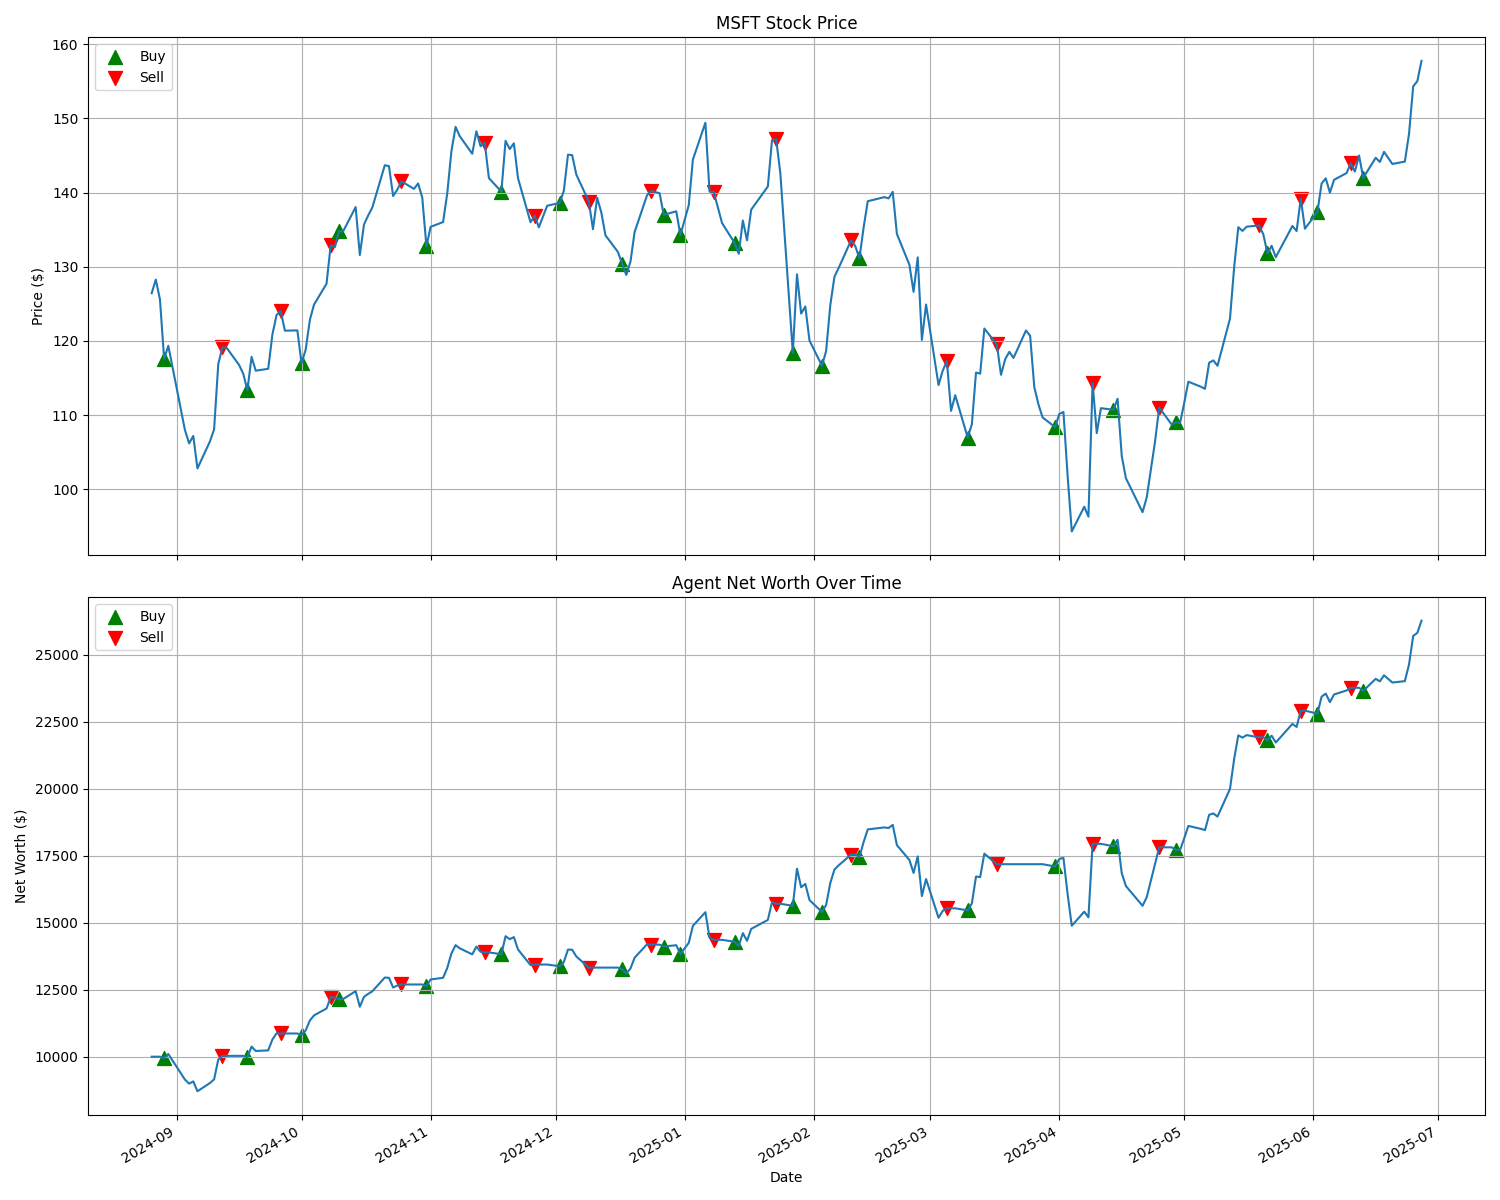 MSFT Stock Price
Buy
Sell
Price ($)
160
150
140
130
120
110
100
Agent Net Worth Over Time
Buy
Sell
Net Worth ($)
25000
22500
20000
17500
15000
12500
10000
2024-09
2024-10
2024-11
2024-12
2025-01
2025-02
2025-03
2025-04
2025-05
2025-06
2025-07
Date